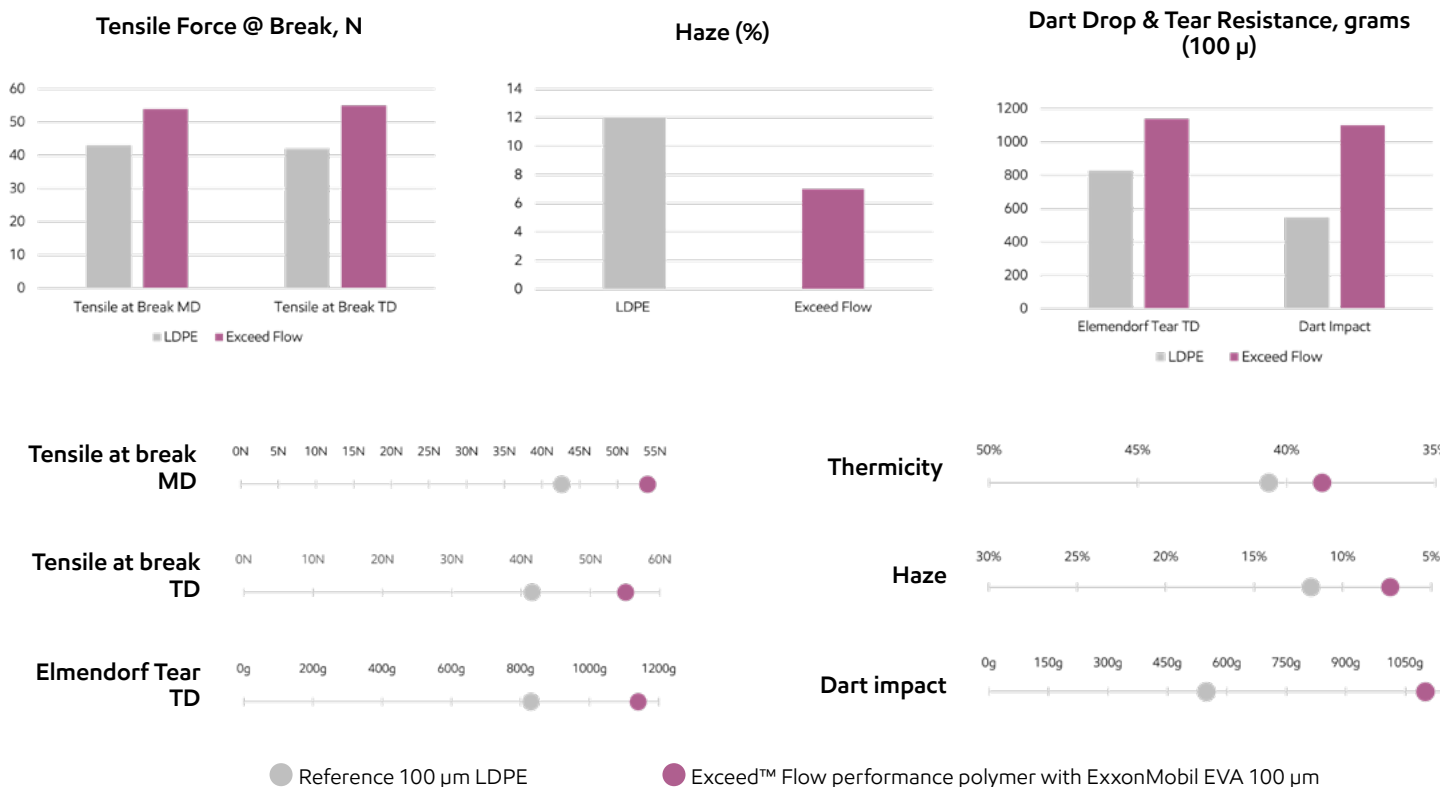 Tensile Force @ Break, N
60
50
40
30
20
10
0
Tensile at Break MD
Tensile at Break TD
LDPE
Exceed Flow
Haze (%)
14
12
10
8
6
4
2
0
LDPE
Exceed Flow
Dart Drop & Tear Resistance, grams
(100 μ)
1200
1000
800
600
400
200
0
Elemendorf Tear TD
Dart Impact
LDPE
Exceed Flow
Tensile at break
MD
0N 5N 10N 15N 20N 25N 30N 35N 40N 45N 50N 55N
Tensile at break
TD
0N 10N 20N 30N 40N 50N 60N
Elmendorf Tear
TD
0g 200g 400g 600g 800g 1000g 1200g
Thermicity
50% 45% 40% 35%
Haze
30% 25% 20% 15% 10% 5%
Dart impact
0g 150g 300g 450g 600g 750g 900g 1050g
Reference 100 μm LDPE
Exceed™ Flow performance polymer with ExxonMobil EVA 100 μm